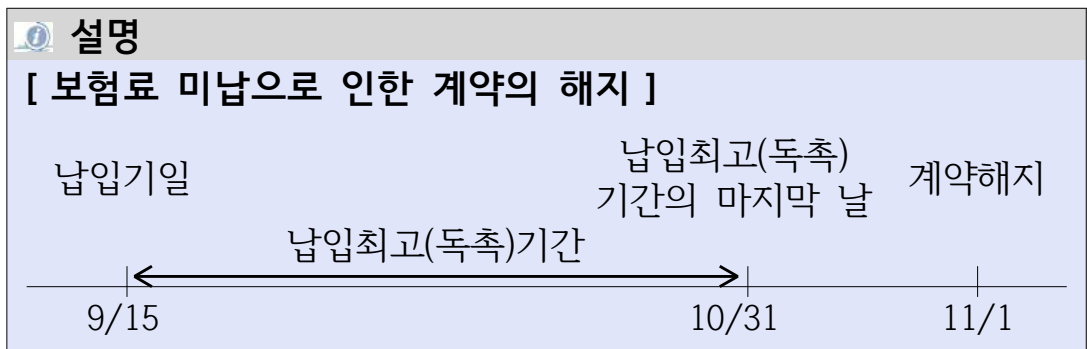 설명
[ 보험료 미납으로 인한 계약의 해지 ]
납입기일
납입최고(독촉)
기간의 마지막 날
계약해지
납입최고(독촉)기간
9/15
10/31
11/1